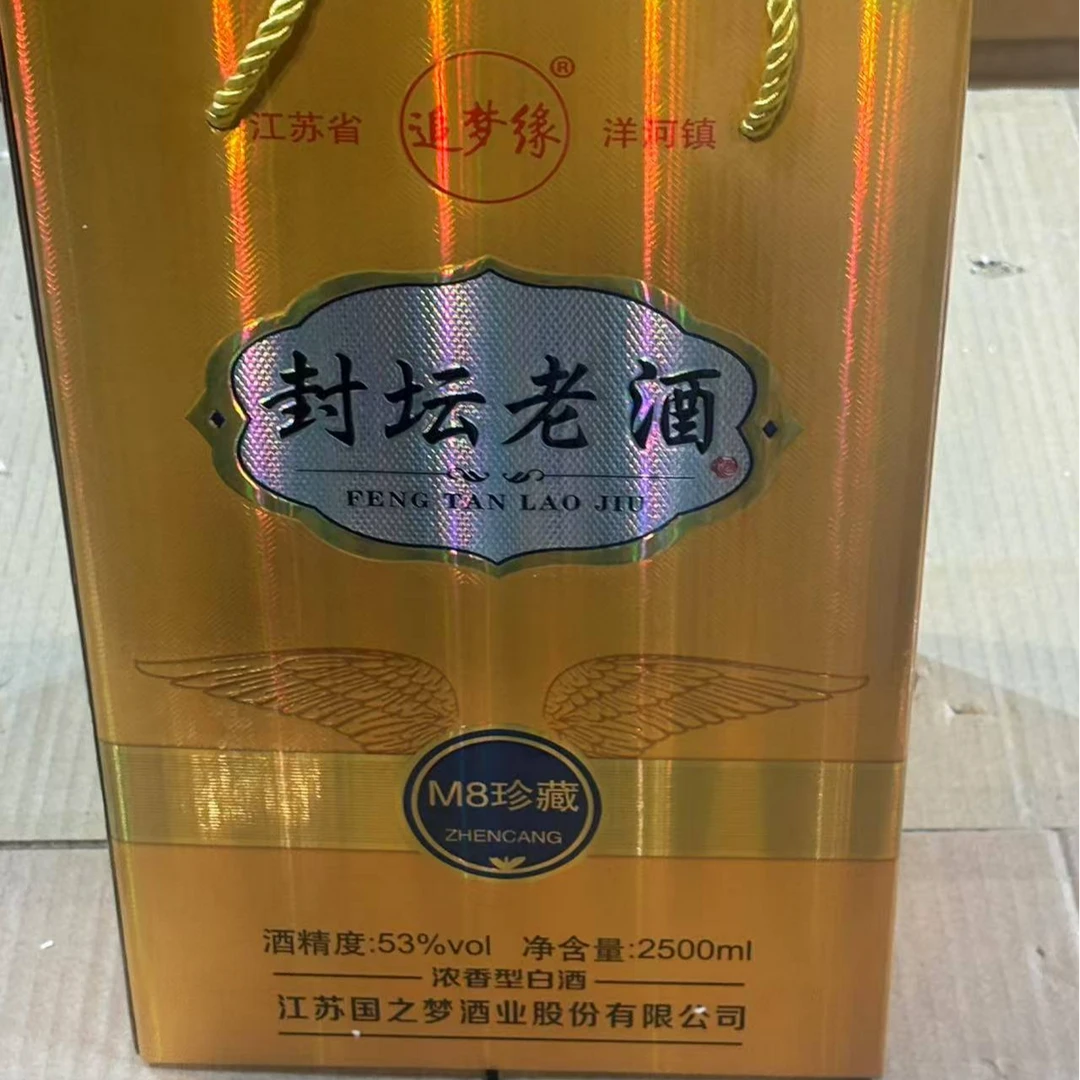 江苏省 追梦缘® 洋河镇
封坛老酒
FENG TAN LAO JIU
M8珍藏
ZHENCANG
酒精度:53%vol 净含量:2500ml
浓香型白酒
江苏国之梦酒业股份有限公司